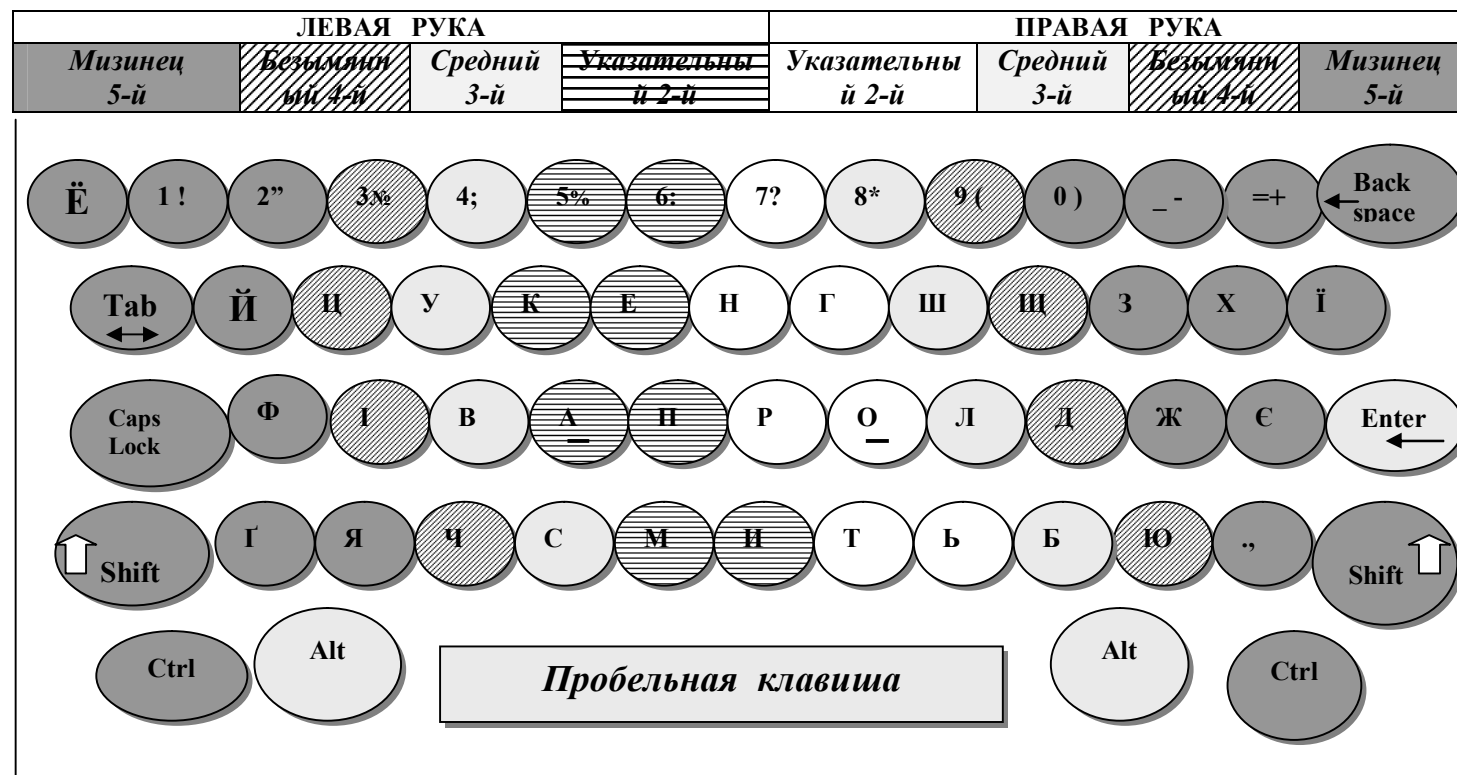 ЛЕВАЯ РУКА ПРАВАЯ РУКА
Мизинец 5-й Безымянный 4-й Средний 3-й Указательный 2-й Указательный 2-й Средний 3-й Безымянный 4-й Мизинец 5-й
Ё 1 ! 2” 3№ 4; 5% 6: 7? 8* 9 ( 0 ) _ - =+ Back space
Tab Й Ц У К Е Н Г Ш Щ З Х Ї
Caps Lock Ф І В А П Р О Л Д Ж Є Enter
Shift Ґ Я Ч С М И Т Ь Б Ю ., Shift
Ctrl Alt Пробельная клавиша Alt Ctrl